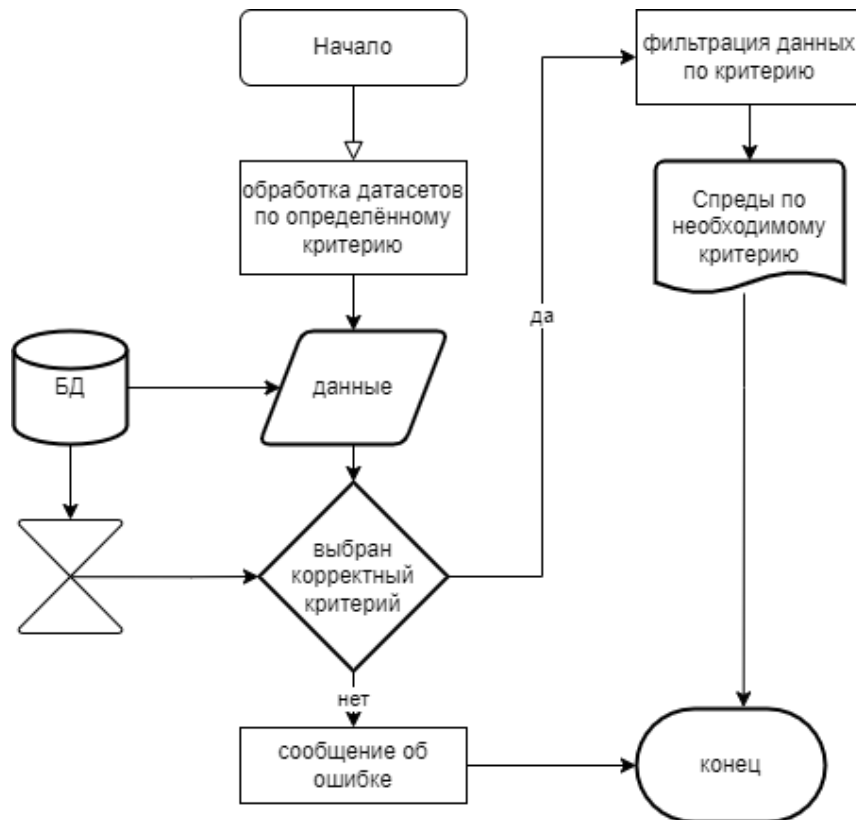 Начало
фильтрация данных
по критерию
обработка датасетов
по определённому
критерию
Спреды по
необходимому
критерию
да
БД
данные
выбран
корректный
критерий
нет
сообщение об
ошибке
конец